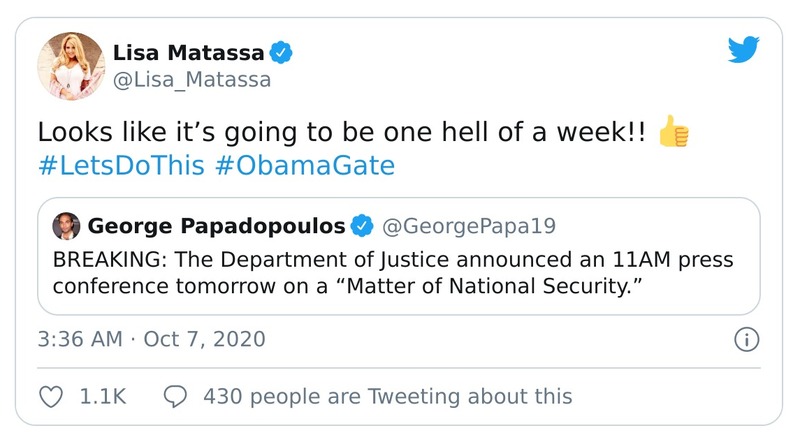 Lisa Matassa
@Lisa_Matassa
Looks like it’s going to be one hell of a week!! 👍
#LetsDoThis #ObamaGate
George Papadopoulos @GeorgePapa19
BREAKING: The Department of Justice announced an 11AM press
conference tomorrow on a “Matter of National Security.”
3:36 AM · Oct 7, 2020
1.1K 430 people are Tweeting about this